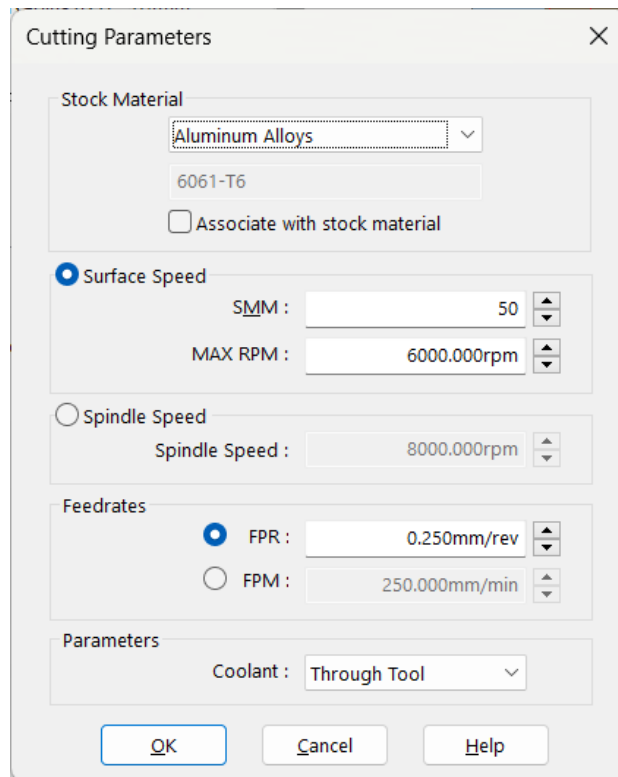 Cutting Parameters
Stock Material
Aluminum Alloys
6061-T6
Associate with stock material
Surface Speed
SMM : 50
MAX RPM : 6000.000rpm
Spindle Speed
Spindle Speed : 8000.000rpm
Feedrates
FPR : 0.250mm/rev
FPM : 250.000mm/min
Parameters
Coolant : Through Tool
OK Cancel Help